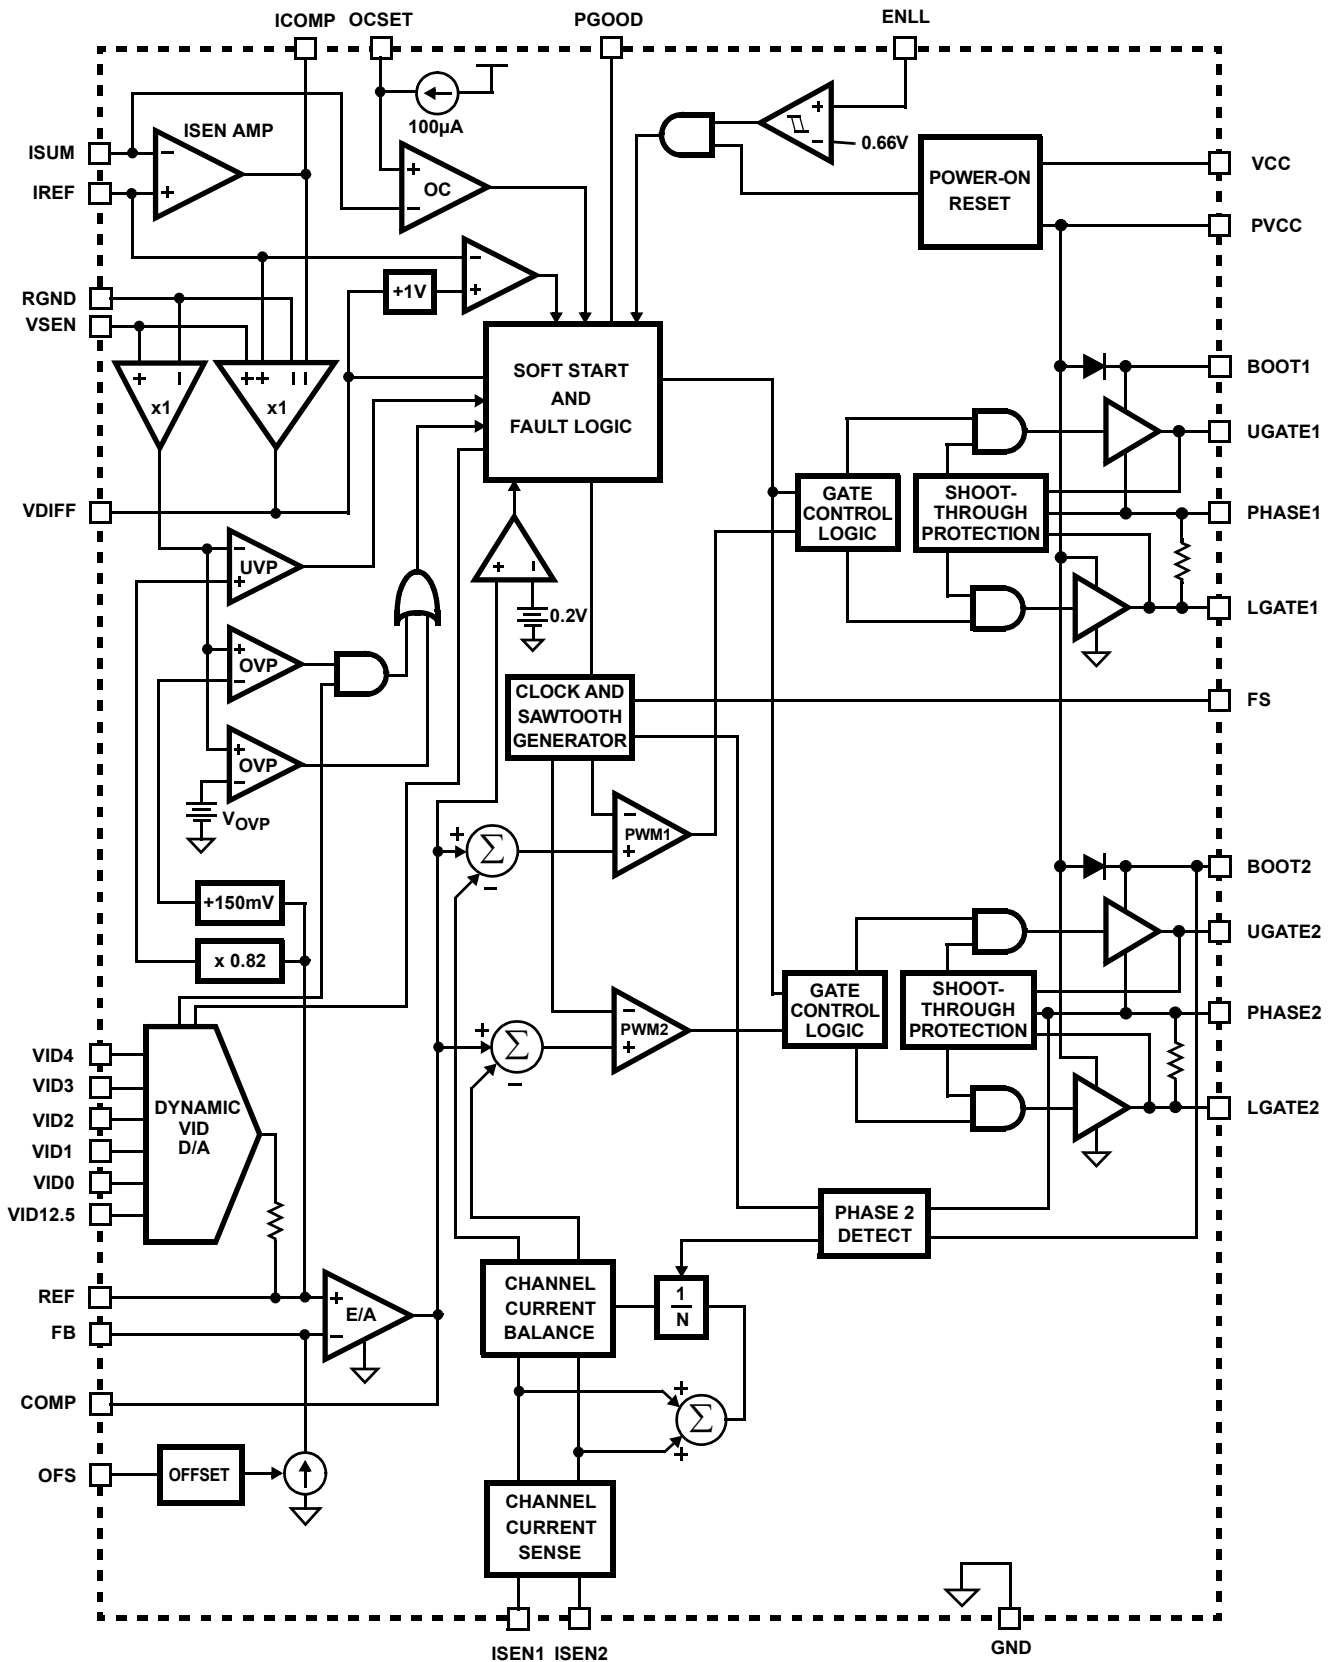 ICOMP OCSET PGOOD ENLL
ISEN AMP
100µA
ISUM
−
+
IREF
+
OC
−
+
−
0.66V
POWER-ON
RESET
VCC
PVCC
−
+
+1V
RGND
VSEN
+ −
x1
++ − −
x1
SOFT START
AND
FAULT LOGIC
BOOT1
UGATE1
VDIFF
GATE
CONTROL
LOGIC
SHOOT-
THROUGH
PROTECTION
PHASE1
LGATE1
−
UVP
+
+ −
0.2V
+
OVP
−
+
OVP
−
VOVP
CLOCK AND
SAWTOOTH
GENERATOR
FS
−
PWM1
+
+
Σ
−
+150mV
x 0.82
BOOT2
UGATE2
GATE
CONTROL
LOGIC
SHOOT-
THROUGH
PROTECTION
PHASE2
LGATE2
−
PWM2
+
+
Σ
−
VID4
VID3
VID2
VID1
VID0
VID12.5
DYNAMIC
VID
D/A
PHASE 2
DETECT
REF
FB
+
E/A
−
CHANNEL
CURRENT
BALANCE
1
N
COMP
+
Σ
+
OFS
OFFSET
CHANNEL
CURRENT
SENSE
ISEN1 ISEN2
GND